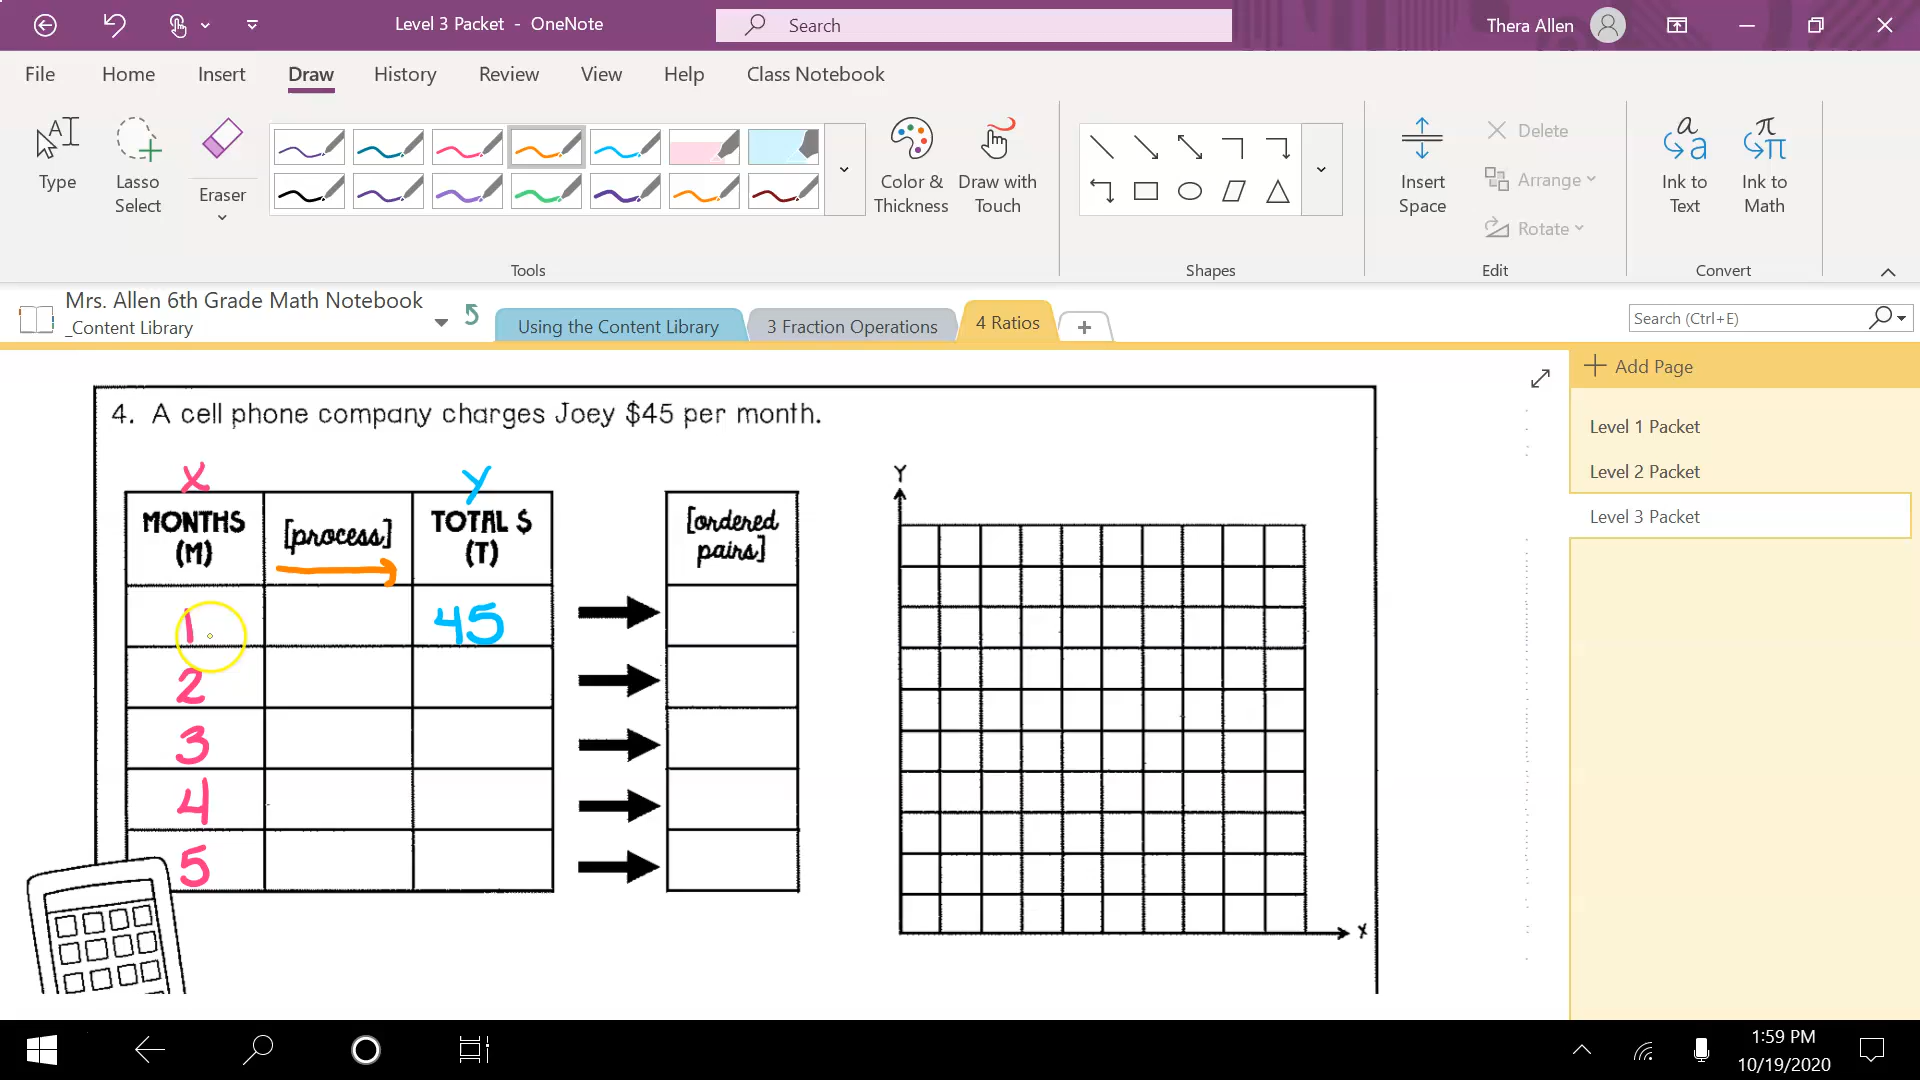 Level 3 Packet - OneNote
Search
Thera Allen
File Home Insert Draw History Review View Help Class Notebook
Type
Lasso Select
Eraser
Color & Thickness
Draw with Touch
Insert Space
Delete
Arrange
Rotate
Ink to Text
Ink to Math
Tools
Shapes
Edit
Convert
Mrs. Allen 6th Grade Math Notebook
_Content Library
Using the Content Library
3 Fraction Operations
4 Ratios
Search (Ctrl+E)
Add Page
Level 1 Packet
Level 2 Packet
Level 3 Packet
4. A cell phone company charges Joey $45 per month.
X
y
MONTHS (M)
[process]
TOTAL $ (T)
[ordered pairs]
1
45
2
3
4
5
Y
X
1:59 PM
10/19/2020